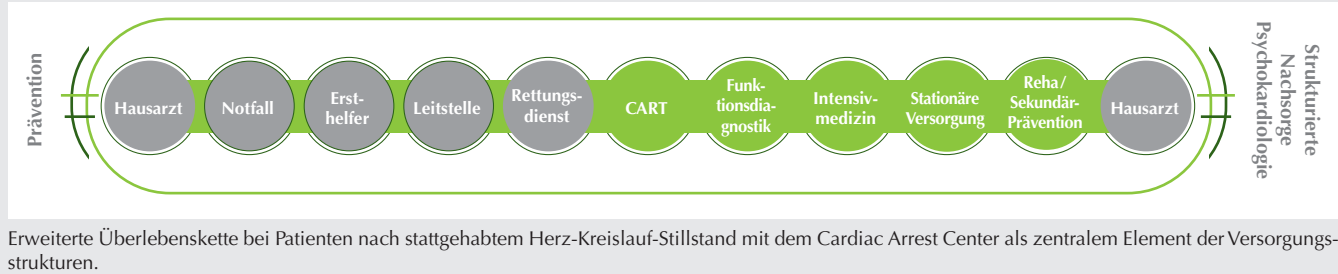 Prävention
Hausarzt
Notfall
Erst-
helfer
Leitstelle
Rettungs-
dienst
CART
Funk-
tionsdia-
gnostik
Intensiv-
medizin
Stationäre
Versorgung
Reha /
Sekundär-
Prävention
Hausarzt
Strukturierte
Nachsorge
Psychokardiologie
Erweiterte Überlebenskette bei Patienten nach stattgehabtem Herz-Kreislauf-Stillstand mit dem Cardiac Arrest Center als zentralem Element der Versorgungs-
strukturen.